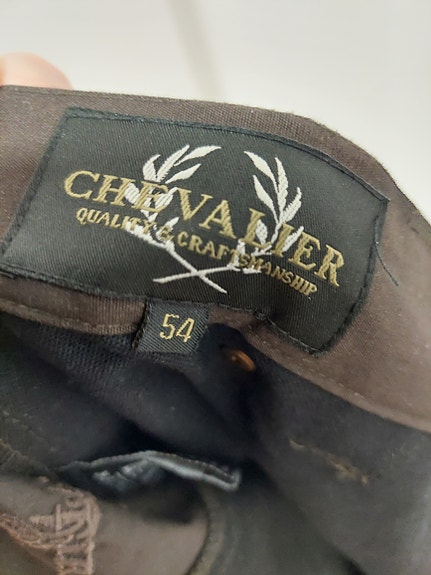 CHEVALIER
QUALITY & CRAFTSMANSHIP
54